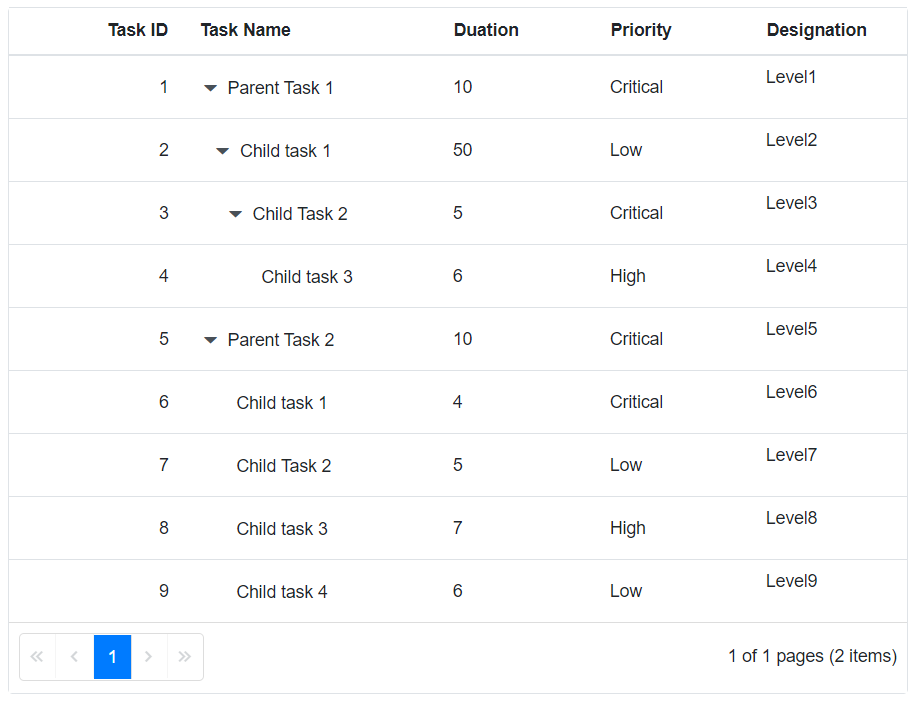 Task ID Task Name Duation Priority Designation
1 Parent Task 1 10 Critical Level1
2 Child task 1 50 Low Level2
3 Child Task 2 5 Critical Level3
4 Child task 3 6 High Level4
5 Parent Task 2 10 Critical Level5
6 Child task 1 4 Critical Level6
7 Child Task 2 5 Low Level7
8 Child task 3 7 High Level8
9 Child task 4 6 Low Level9
1 1 of 1 pages (2 items)